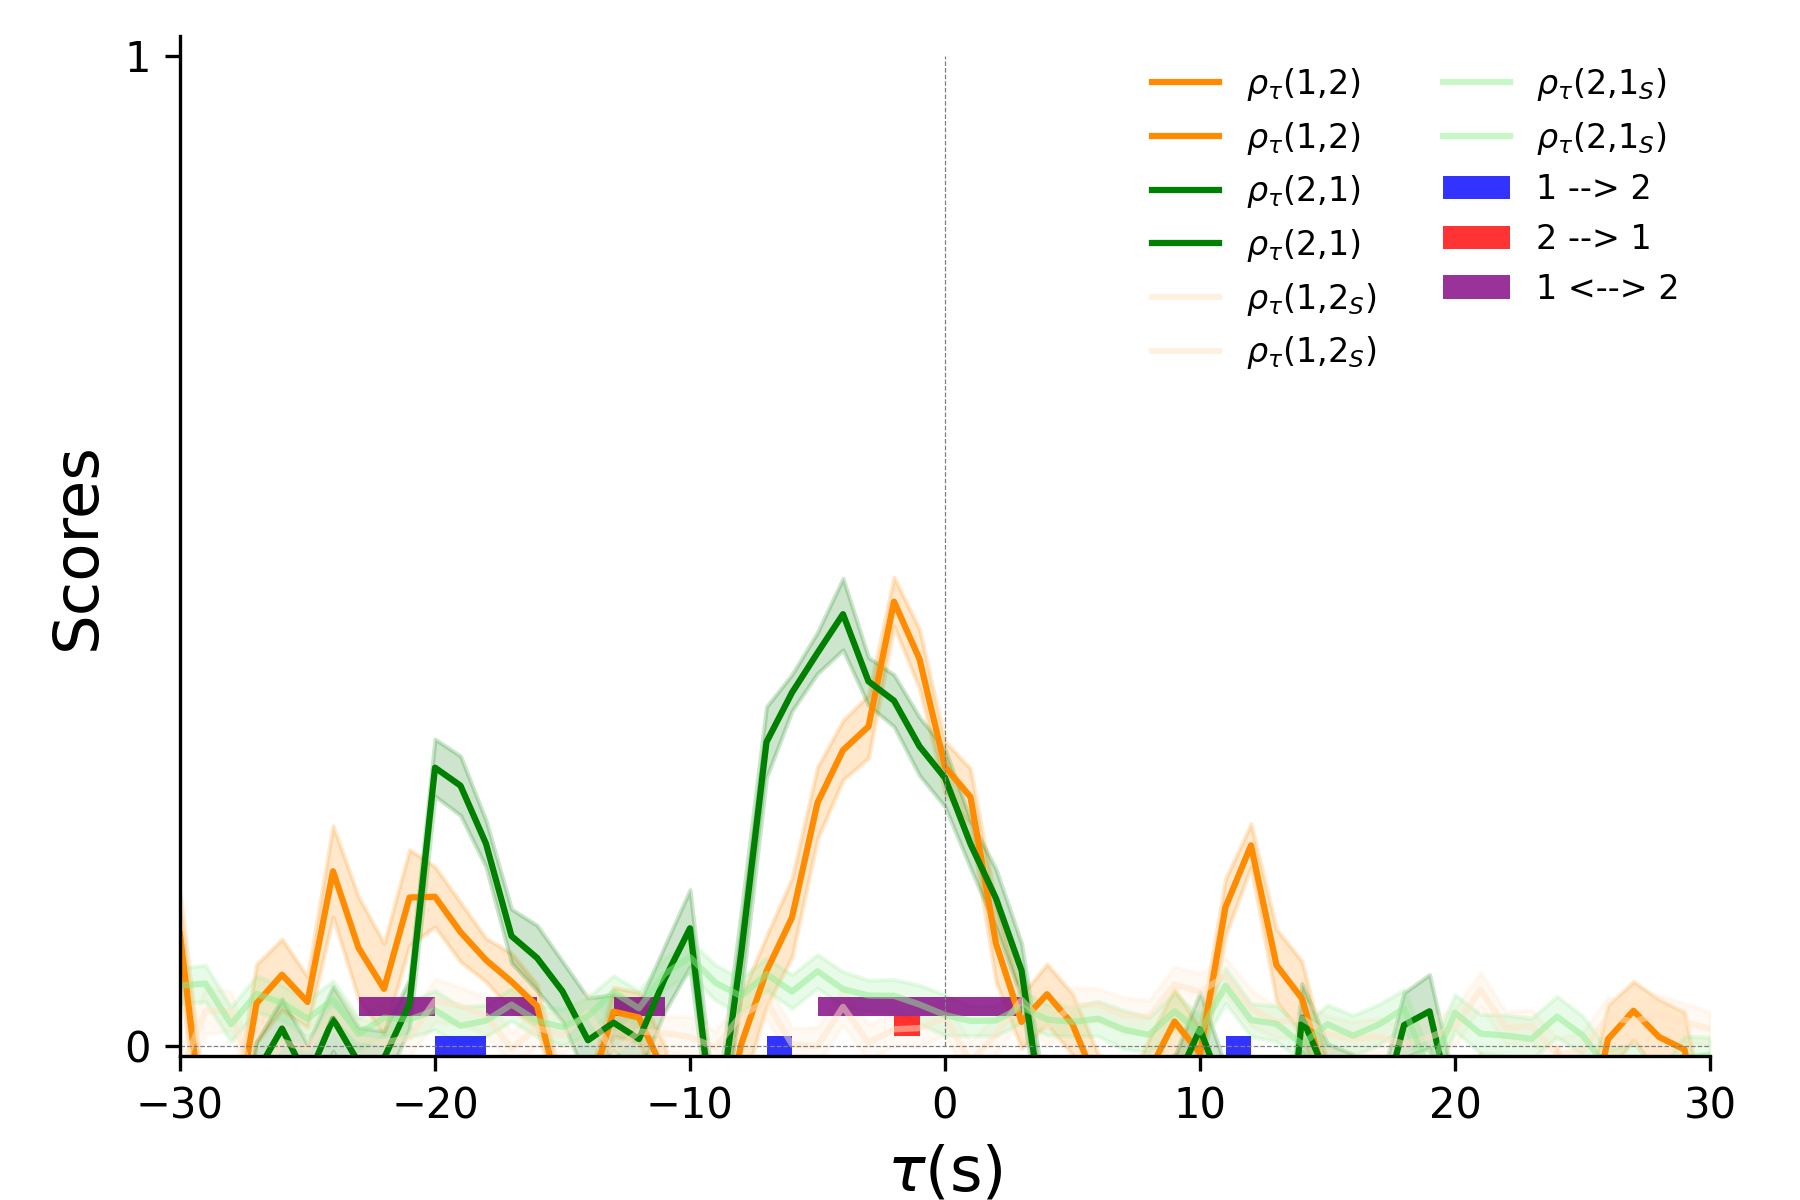 1
ρτ(1,2)
ρτ(1,2)
ρτ(2,1)
ρτ(2,1)
ρτ(1,2S)
ρτ(1,2S)
ρτ(2,1S)
ρτ(2,1S)
1 --> 2
2 --> 1
1 <--> 2
Scores
0
−30 −20 −10 0 10 20 30
τ(s)